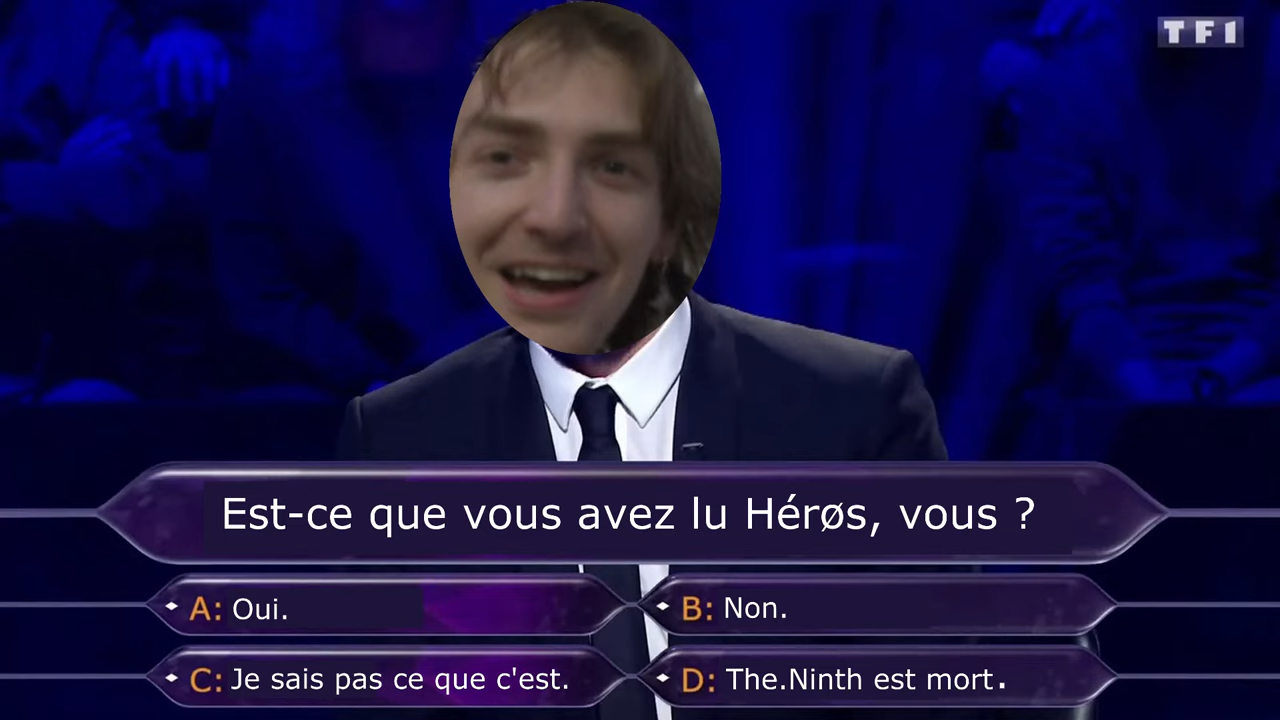 TF1
Est-ce que vous avez lu Hérøs, vous ?
A: Oui.
B: Non.
C: Je sais pas ce que c'est.
D: The.Ninth est mort.